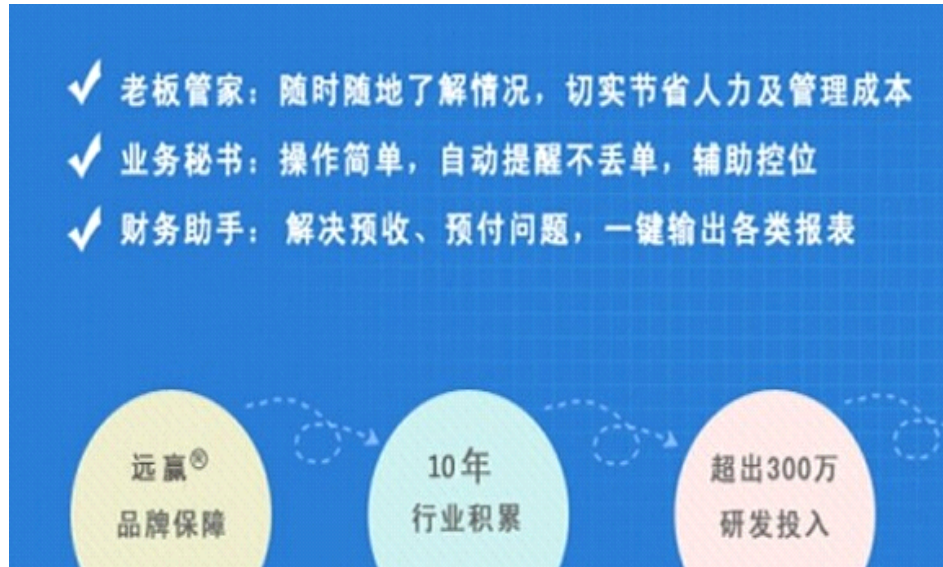 老板管家：随时随地了解情况，切实节省人力及管理成本
业务秘书：操作简单，自动提醒不丢单，辅助控位
财务助手： 解决预收、预付问题，一键输出各类报表
远赢®
品牌保障
10年
行业积累
超出300万
研发投入